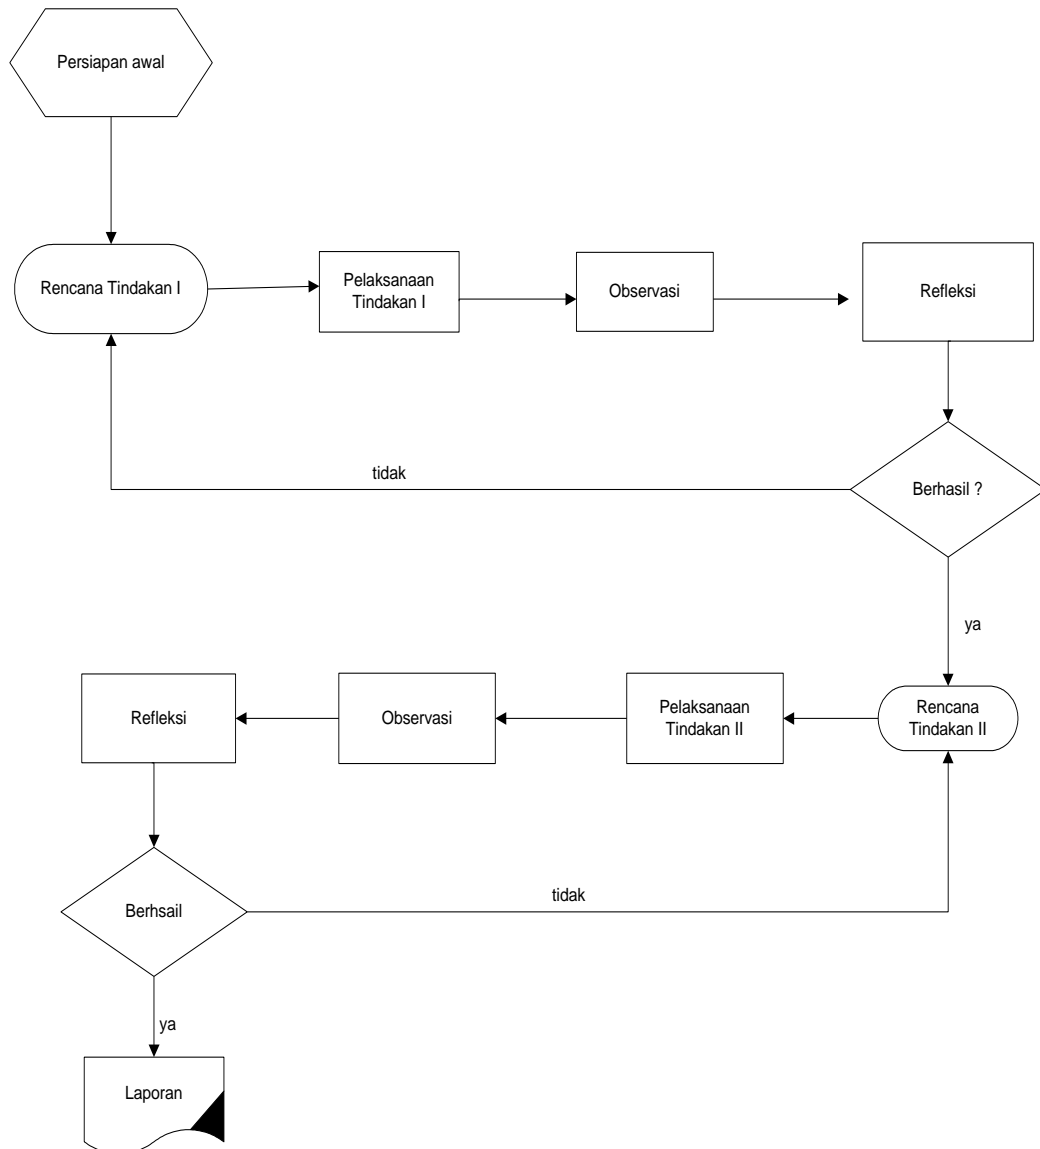 Persiapan awal
Rencana Tindakan I
Pelaksanaan
Tindakan I
Observasi
Refleksi
tidak
Berhasil ?
ya
Refleksi
Observasi
Pelaksanaan
Tindakan II
Rencana
Tindakan II
tidak
Berhsail
ya
Laporan